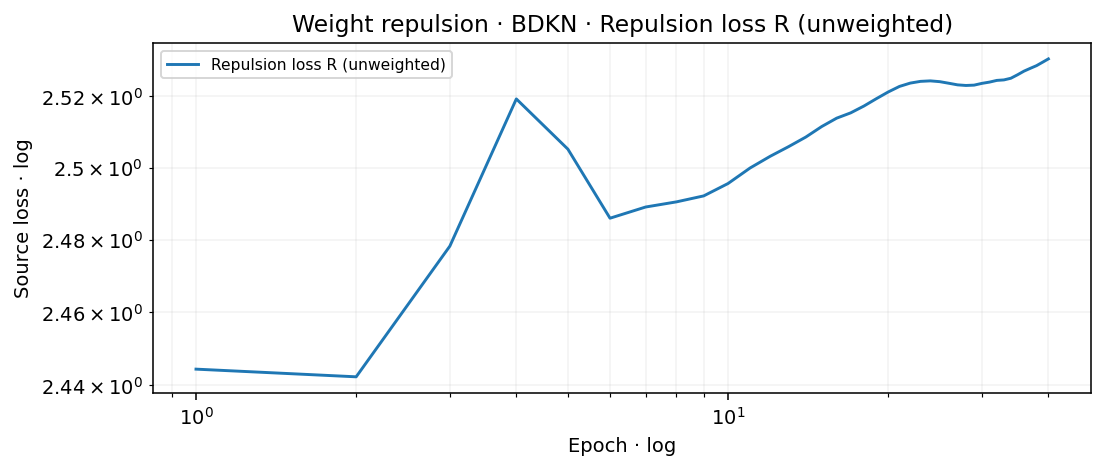 Weight repulsion · BDKN · Repulsion loss R (unweighted)
Repulsion loss R (unweighted)
Source loss · log
2.52 × 10⁰
2.5 × 10⁰
2.48 × 10⁰
2.46 × 10⁰
2.44 × 10⁰
10⁰
10¹
Epoch · log